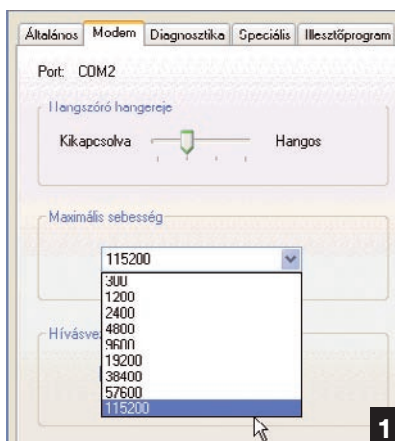 Általános Modem Diagnosztika Speciális Illesztőprogram
Port: COM2
Hangszóró hangereje
Kikapcsolva Hangos
Maximális sebesség
115200
300
1200
2400
4800
9600
19200
38400
57600
115200
1